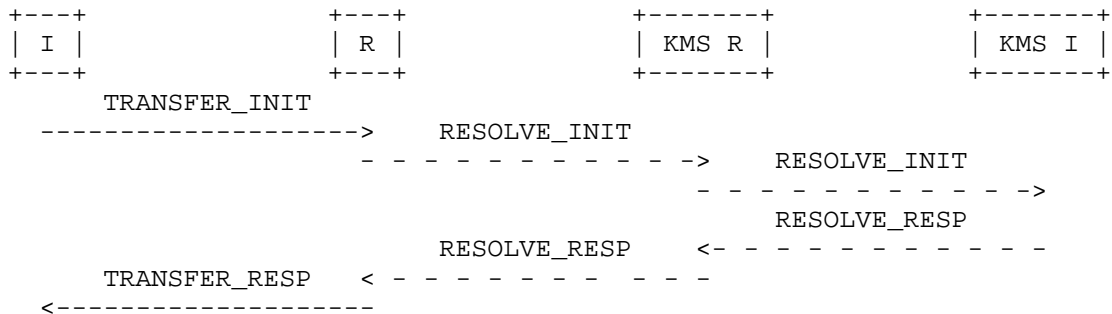 I R KMS R KMS I
TRANSFER_INIT
RESOLVE_INIT
RESOLVE_INIT
RESOLVE_RESP
RESOLVE_RESP
TRANSFER_RESP